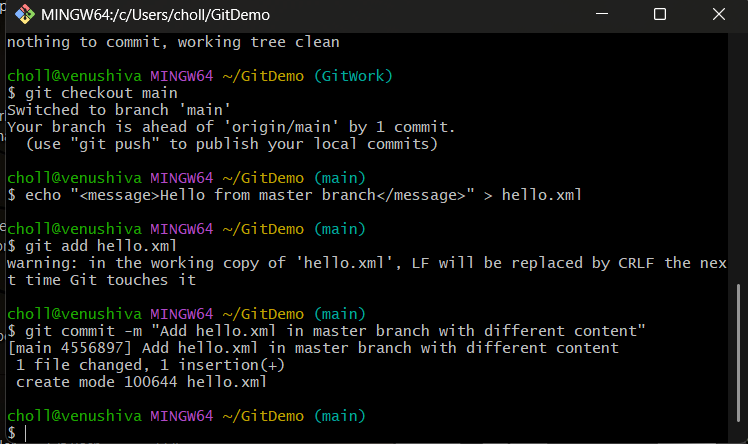 MINGW64:/c/Users/choll/GitDemo
nothing to commit, working tree clean
choll@venushiva MINGW64 ~/GitDemo (GitWork)
$ git checkout main
Switched to branch 'main'
Your branch is ahead of 'origin/main' by 1 commit.
  (use "git push" to publish your local commits)
choll@venushiva MINGW64 ~/GitDemo (main)
$ echo "<message>Hello from master branch</message>" > hello.xml
choll@venushiva MINGW64 ~/GitDemo (main)
$ git add hello.xml
warning: in the working copy of 'hello.xml', LF will be replaced by CRLF the nex
t time Git touches it
choll@venushiva MINGW64 ~/GitDemo (main)
$ git commit -m "Add hello.xml in master branch with different content"
[main 4556897] Add hello.xml in master branch with different content
 1 file changed, 1 insertion(+)
 create mode 100644 hello.xml
choll@venushiva MINGW64 ~/GitDemo (main)
$